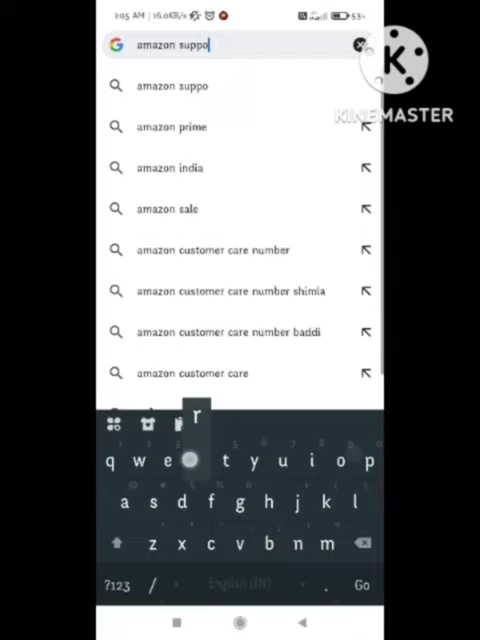 1:05 AM | 16.0KB/s
53
amazon suppo
K
KINEMASTER
amazon suppo
amazon prime
amazon india
amazon sale
amazon customer care number
amazon customer care number shimla
amazon customer care number baddi
amazon customer care
r
q w e t y u i o p
a s d f g h j k l
z x c v b n m
?123 / English (IN) . Go